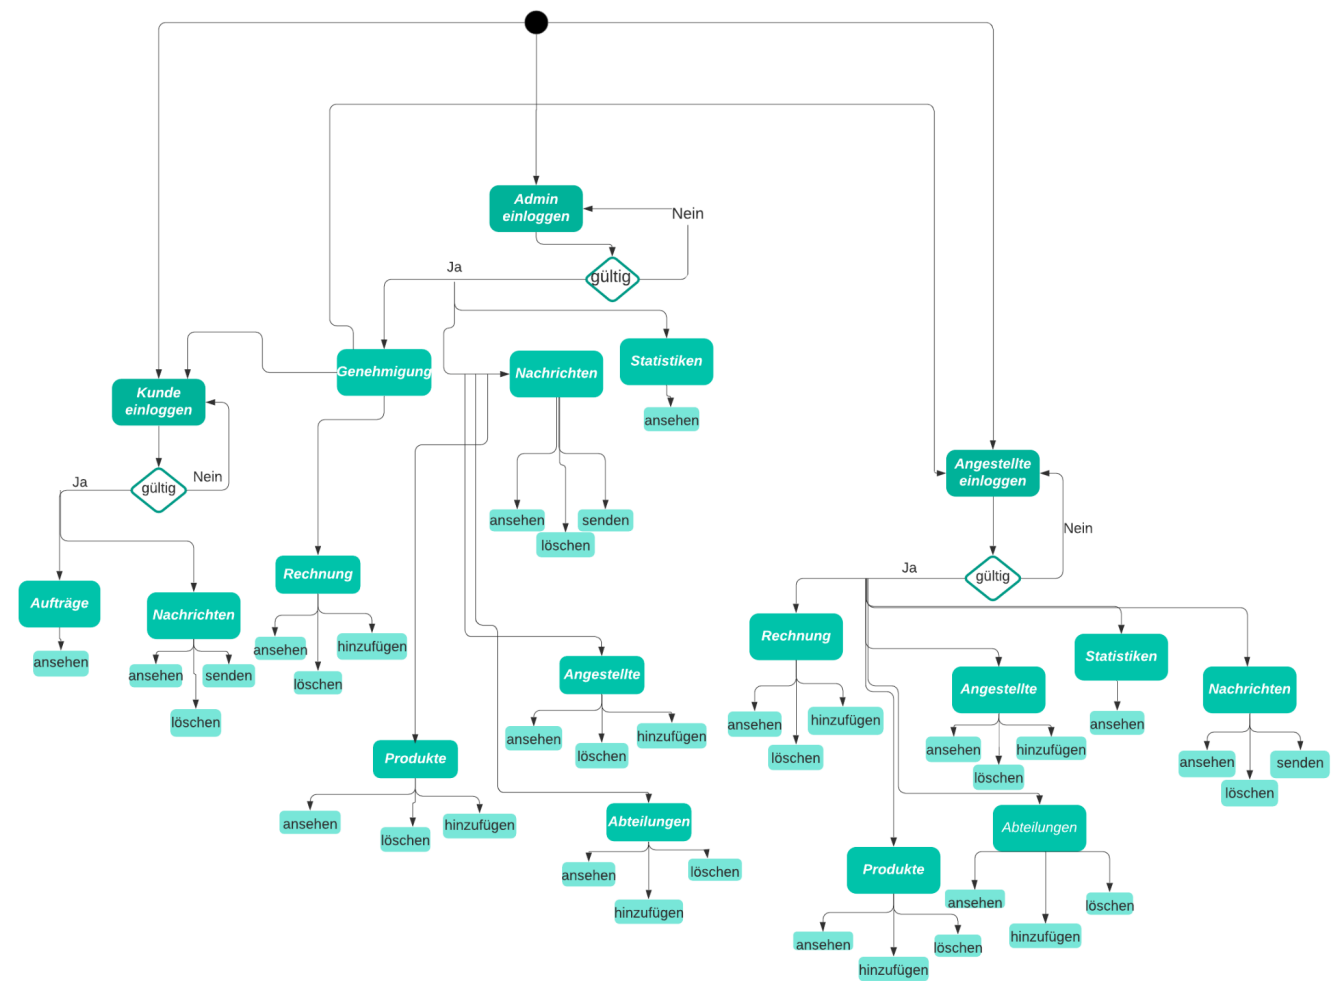 Admin
einloggen
Nein
gültig
Ja
Genehmigung
Nachrichten
Statistiken
ansehen
ansehen
löschen
senden
Kunde
einloggen
gültig
Nein
Ja
Aufträge
ansehen
Nachrichten
ansehen
löschen
senden
Rechnung
ansehen
löschen
hinzufügen
Produkte
ansehen
löschen
hinzufügen
Angestellte
ansehen
löschen
hinzufügen
Abteilungen
ansehen
hinzufügen
löschen
Angestellte
einloggen
Nein
gültig
Ja
Rechnung
ansehen
löschen
hinzufügen
Angestellte
ansehen
löschen
hinzufügen
Statistiken
ansehen
Nachrichten
ansehen
löschen
senden
Abteilungen
ansehen
hinzufügen
löschen
Produkte
ansehen
hinzufügen
löschen